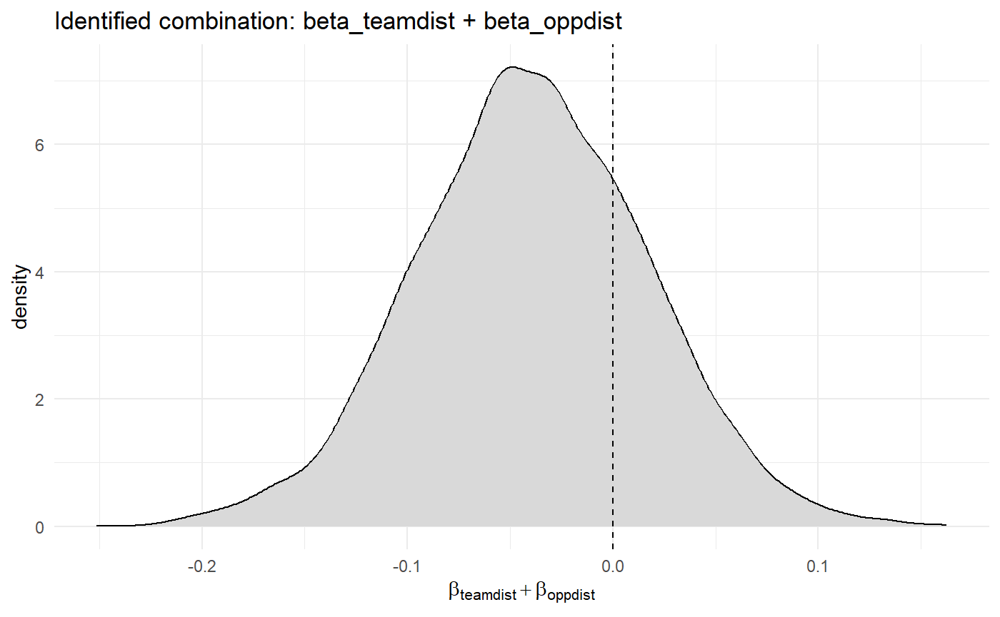 Identified combination: beta_teamdist + beta_oppdist
density
6
4
2
0
-0.2 -0.1 0.0 0.1
βteamdist + βoppdist